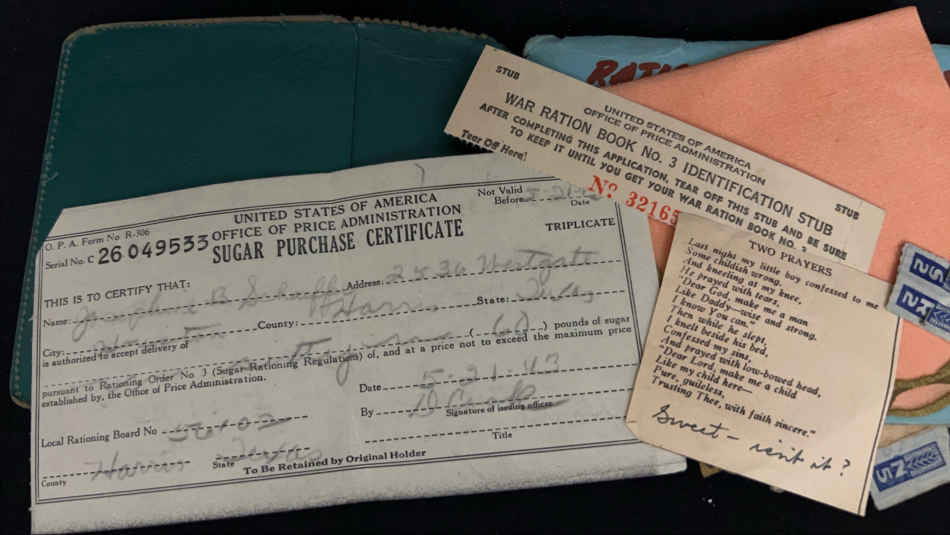 RATIO
STUB
UNITED STATES OF AMERICA
OFFICE OF PRICE ADMINISTRATION
WAR RATION BOOK No. 3 IDENTIFICATION STUB
AFTER COMPLETING THIS APPLICATION, TEAR OFF THIS STUB AND BE SURE
TO KEEP IT UNTIL YOU GET YOUR WAR RATION BOOK NO. 3
Tear Off Here!
STUB
No 32165
O. P. A. Form No. R-306
UNITED STATES OF AMERICA
OFFICE OF PRICE ADMINISTRATION
SUGAR PURCHASE CERTIFICATE
Serial No. C 26 049533
Not Valid
Before
Date
TRIPLICATE
THIS IS TO CERTIFY THAT:
Name: Josephine B Address: Westgate
City: Houston County: Harris State: Texas
is authorized to accept delivery of Sixty (60) pounds of sugar
pursuant to Rationing Order No. 3 (Sugar Rationing Regulations) of, and at a price not to exceed the maximum price
established by, the Office of Price Administration.
Date 5-21-43
Local Rationing Board No.
By
Signature of issuing officer
Harris Texas
County State
Title
To Be Retained by Original Holder
TWO PRAYERS
Last night my little boy confessed to me
Some childish wrong,
And kneeling at my knee,
He prayed with tears,
"Dear God, make me a man
Like Daddy—wise and strong.
I know You can."
Then while he slept,
I knelt beside his bed,
Confessed my sins,
And prayed with low-bowed head,
"Dear Lord, make me a child
Like my child here—
Pure, guileless,
Trusting Thee, with faith sincere."
Sweet - isn't it?